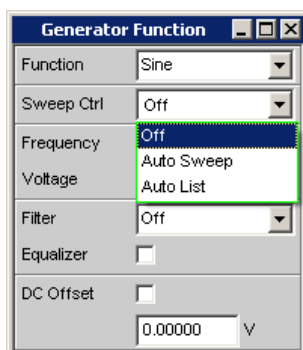 Generator Function
Function Sine
Sweep Ctrl Off
Frequency Off
Auto Sweep
Voltage Auto List
Filter Off
Equalizer
DC Offset
0.00000 V